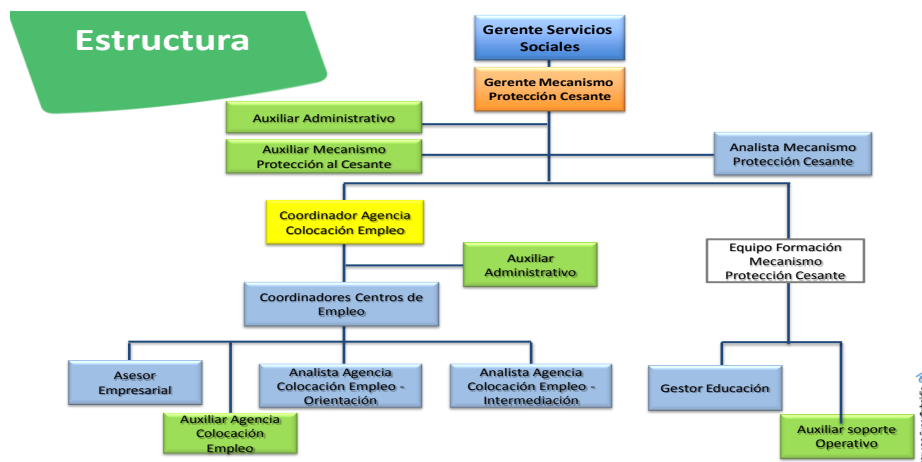 Estructura
Gerente Servicios
Sociales
Gerente Mecanismo
Protección Cesante
Auxiliar Administrativo
Auxiliar Mecanismo
Protección al Cesante
Analista Mecanismo
Protección Cesante
Coordinador Agencia
Colocación Empleo
Auxiliar
Administrativo
Equipo Formación
Mecanismo
Protección Cesante
Coordinadores Centros de
Empleo
Asesor
Empresarial
Auxiliar Agencia
Colocación
Empleo
Analista Agencia
Colocación Empleo -
Orientación
Analista Agencia
Colocación Empleo -
Intermediación
Gestor Educación
Auxiliar soporte
Operativo